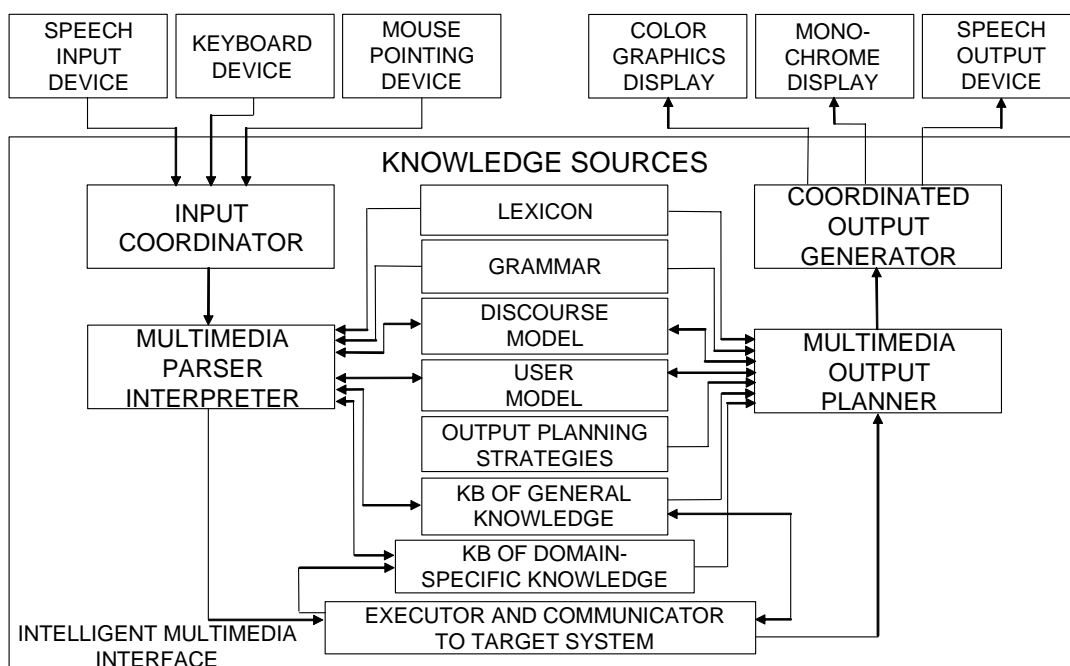 SPEECH
INPUT
DEVICE
KEYBOARD
DEVICE
MOUSE
POINTING
DEVICE
COLOR
GRAPHICS
DISPLAY
MONO-
CHROME
DISPLAY
SPEECH
OUTPUT
DEVICE
KNOWLEDGE SOURCES
INPUT
COORDINATOR
LEXICON
COORDINATED
OUTPUT
GENERATOR
GRAMMAR
MULTIMEDIA
PARSER
INTERPRETER
DISCOURSE
MODEL
MULTIMEDIA
OUTPUT
PLANNER
USER
MODEL
OUTPUT PLANNING
STRATEGIES
KB OF GENERAL
KNOWLEDGE
KB OF DOMAIN-
SPECIFIC KNOWLEDGE
EXECUTOR AND COMMUNICATOR
TO TARGET SYSTEM
INTELLIGENT MULTIMEDIA
INTERFACE